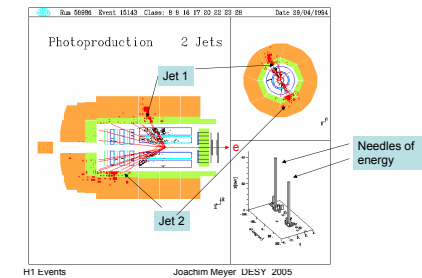 Run 58986 Event 15143 Class: 8 9 16 17 20 22 23 28 Date 29/04/1994
Photoproduction 2 Jets
Jet 1
e
Needles of
energy
Jet 2
H1 Events
Joachim Meyer DESY 2005